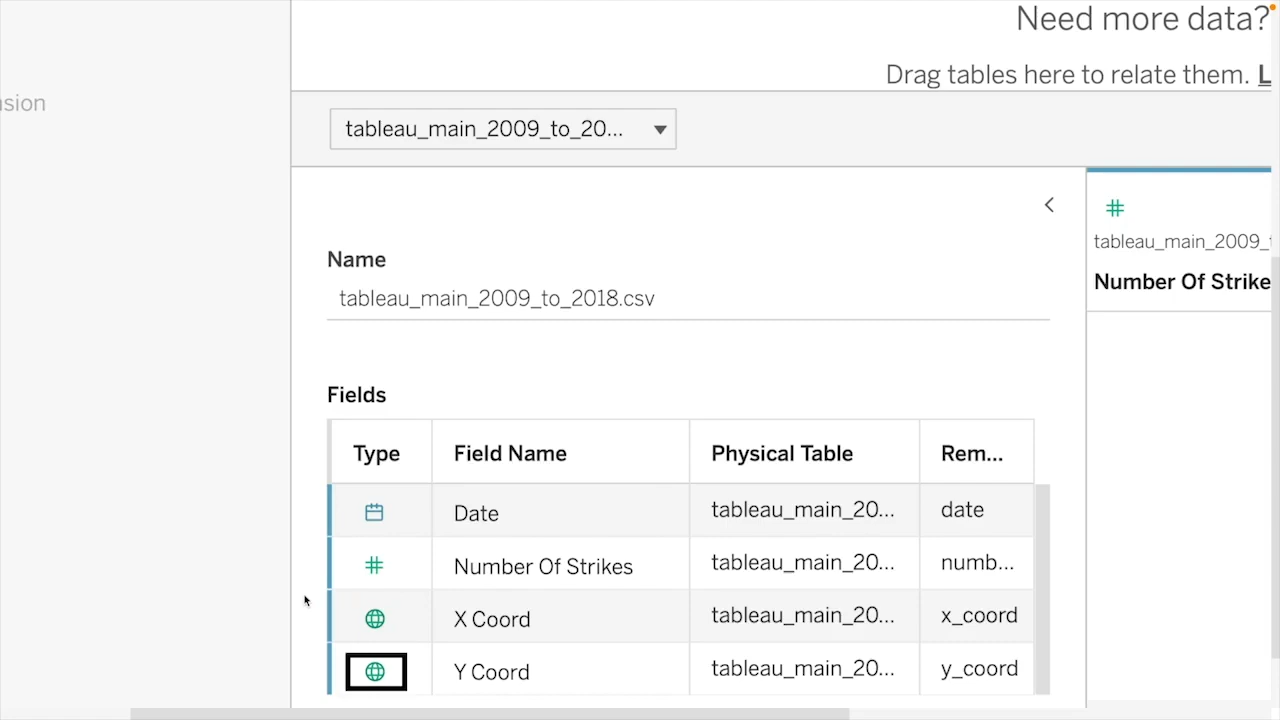 Need more data?
Drag tables here to relate them. L
nsion
tableau_main_2009_to_20...
tableau_main_2009_
Number Of Strike
Name
tableau_main_2009_to_2018.csv
Fields
Type Field Name Physical Table Rem...
Date tableau_main_20... date
Number Of Strikes tableau_main_20... numb...
X Coord tableau_main_20... x_coord
Y Coord tableau_main_20... y_coord